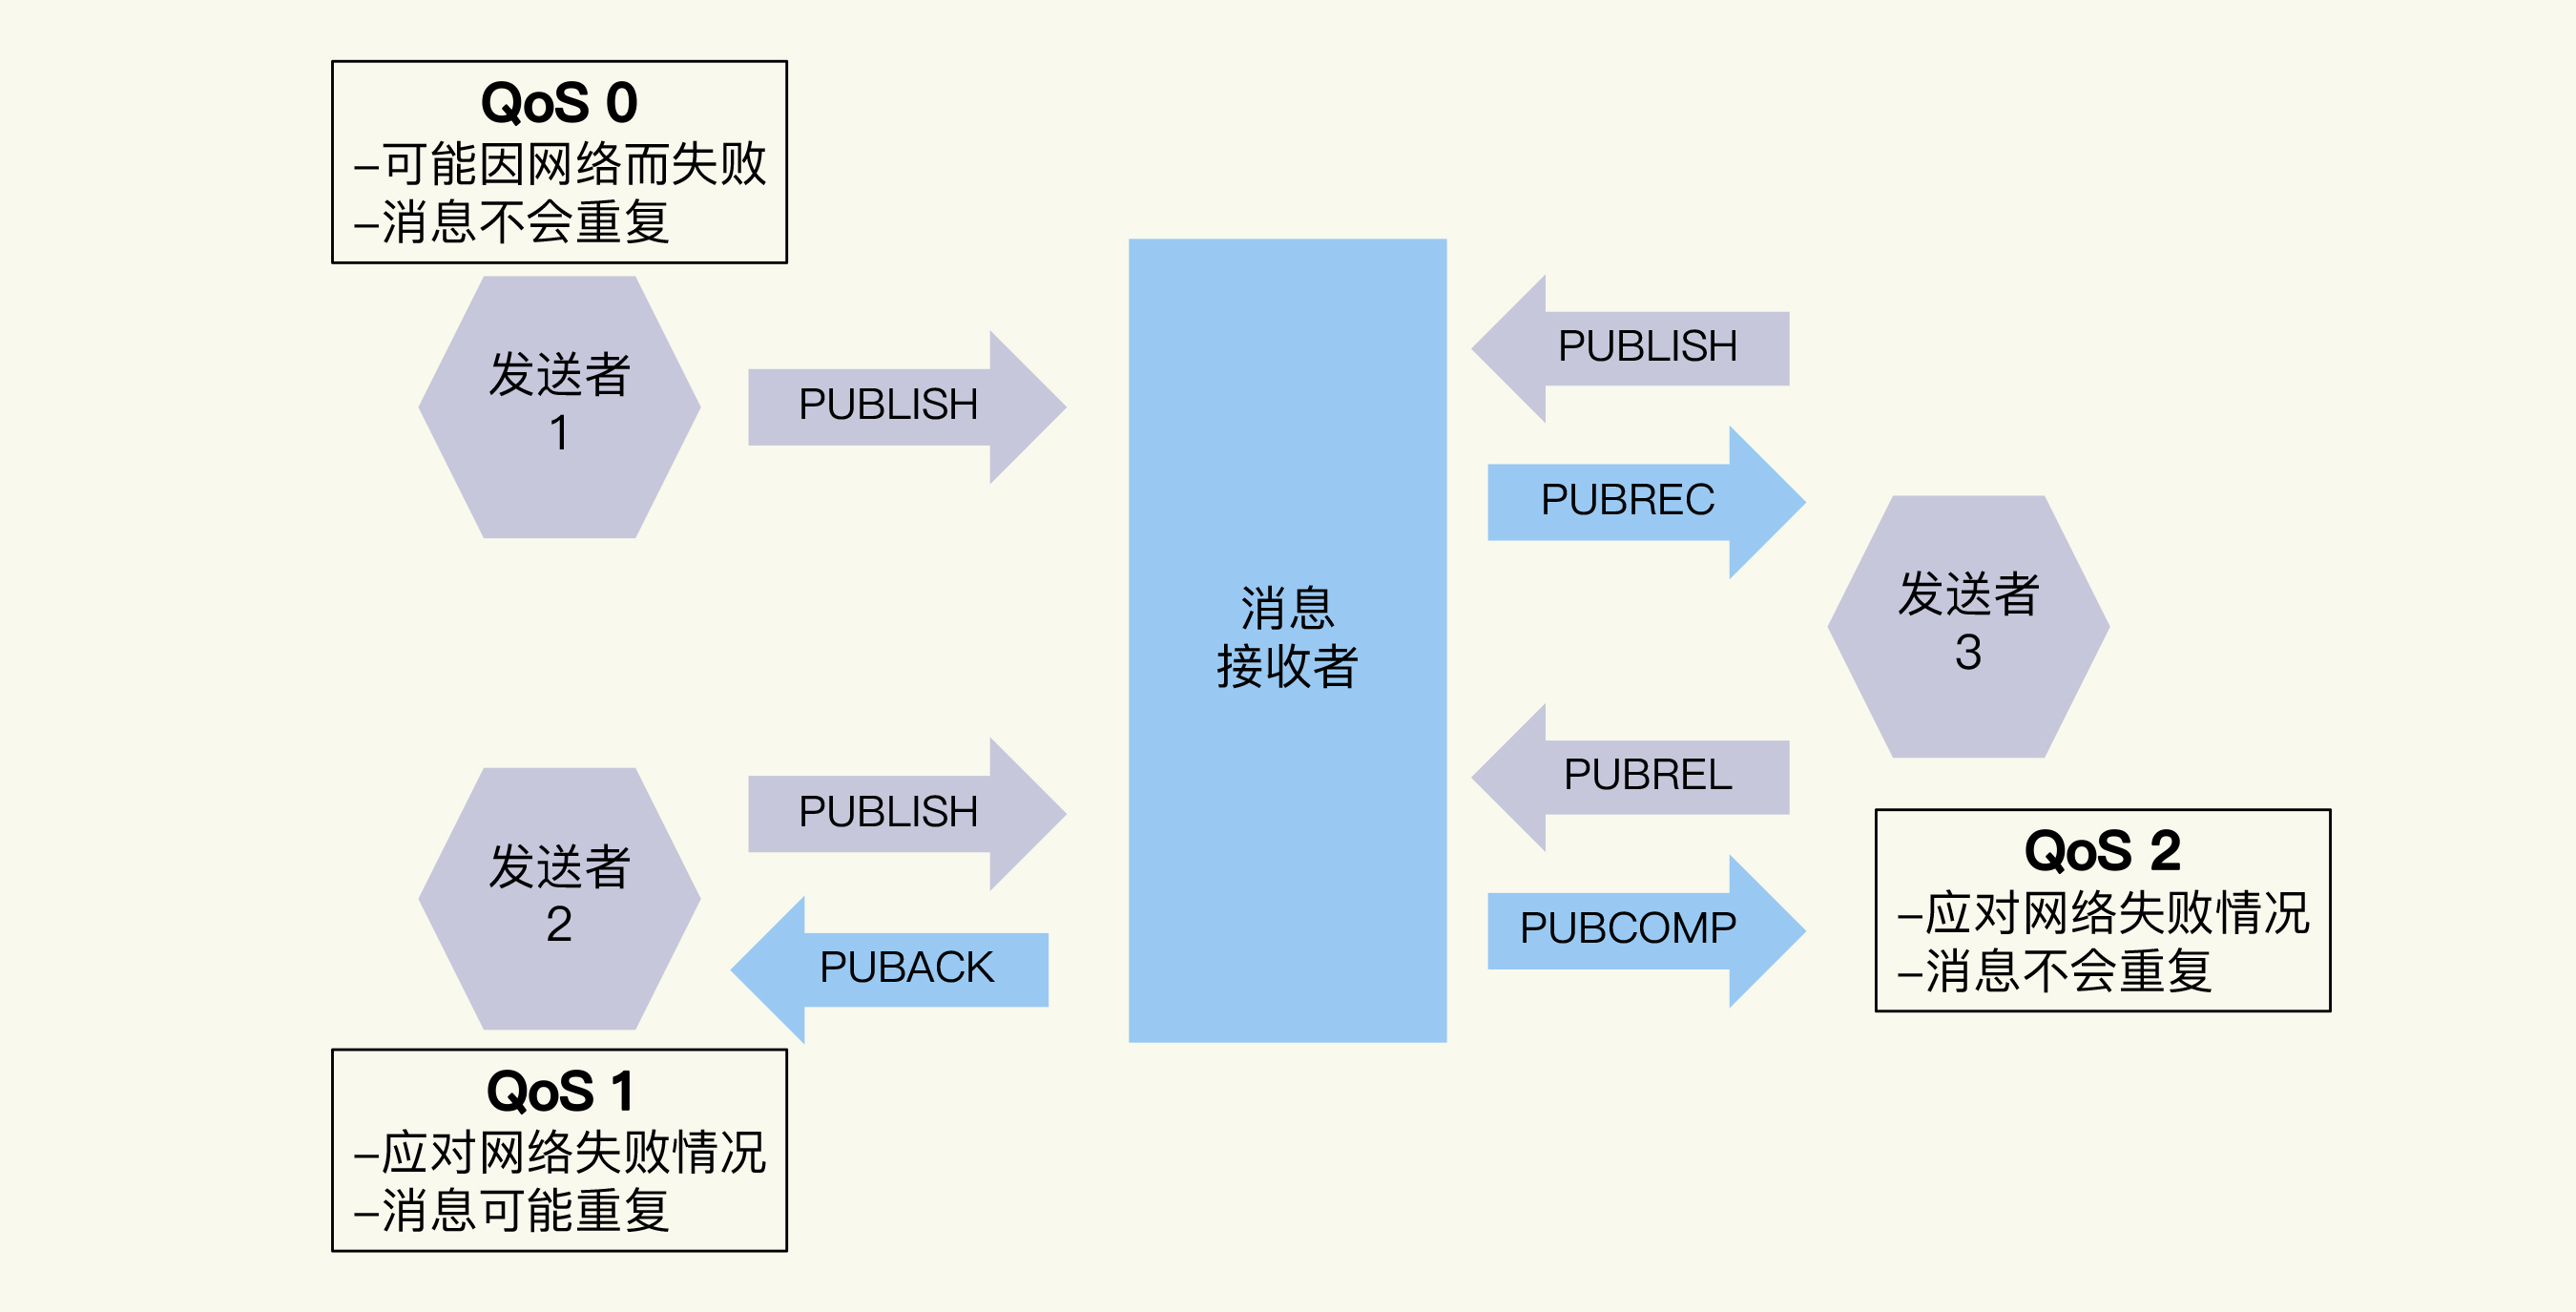 QoS 0
–可能因网络而失败
–消息不会重复
发送者
1
PUBLISH
发送者
2
PUBLISH
PUBACK
QoS 1
–应对网络失败情况
–消息可能重复
消息
接收者
PUBLISH
PUBREC
发送者
3
PUBREL
PUBCOMP
QoS 2
–应对网络失败情况
–消息不会重复